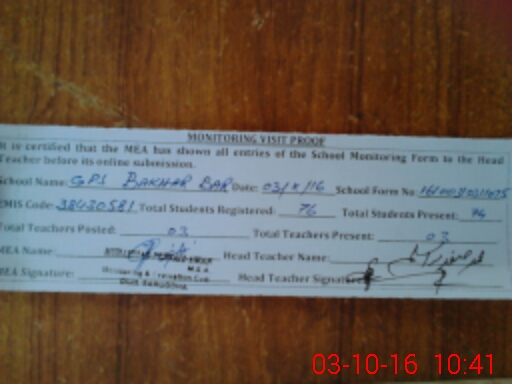 MONITORING VISIT PROOF
It is certified that the MEA has shown all entries of the School Monitoring Form to the Head
Teacher before its online submission.
School Name: GPS BAKHAR BAR Date: 03/X/16 School Form No:
EMIS Code: 38430581 Total Students Registered: 76 Total Students Present: 76
Total Teachers Posted: 03 Total Teachers Present: 03
MEA Name: Head Teacher Name:
M.E.A.
Monitoring &
MEA Signature: Head Teacher Signature:
Distt
03-10-16 10:41